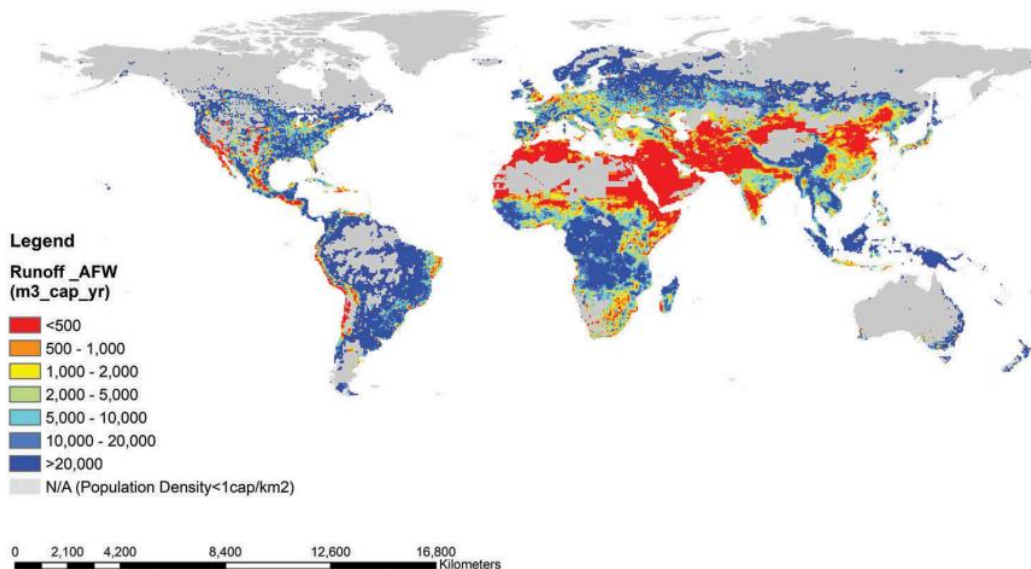 Legend
Runoff _AFW
(m3_cap_yr)
<500
500 - 1,000
1,000 - 2,000
2,000 - 5,000
5,000 - 10,000
10,000 - 20,000
>20,000
N/A (Population Density<1cap/km2)
0 2,100 4,200 8,400 12,600 16,800
Kilometers